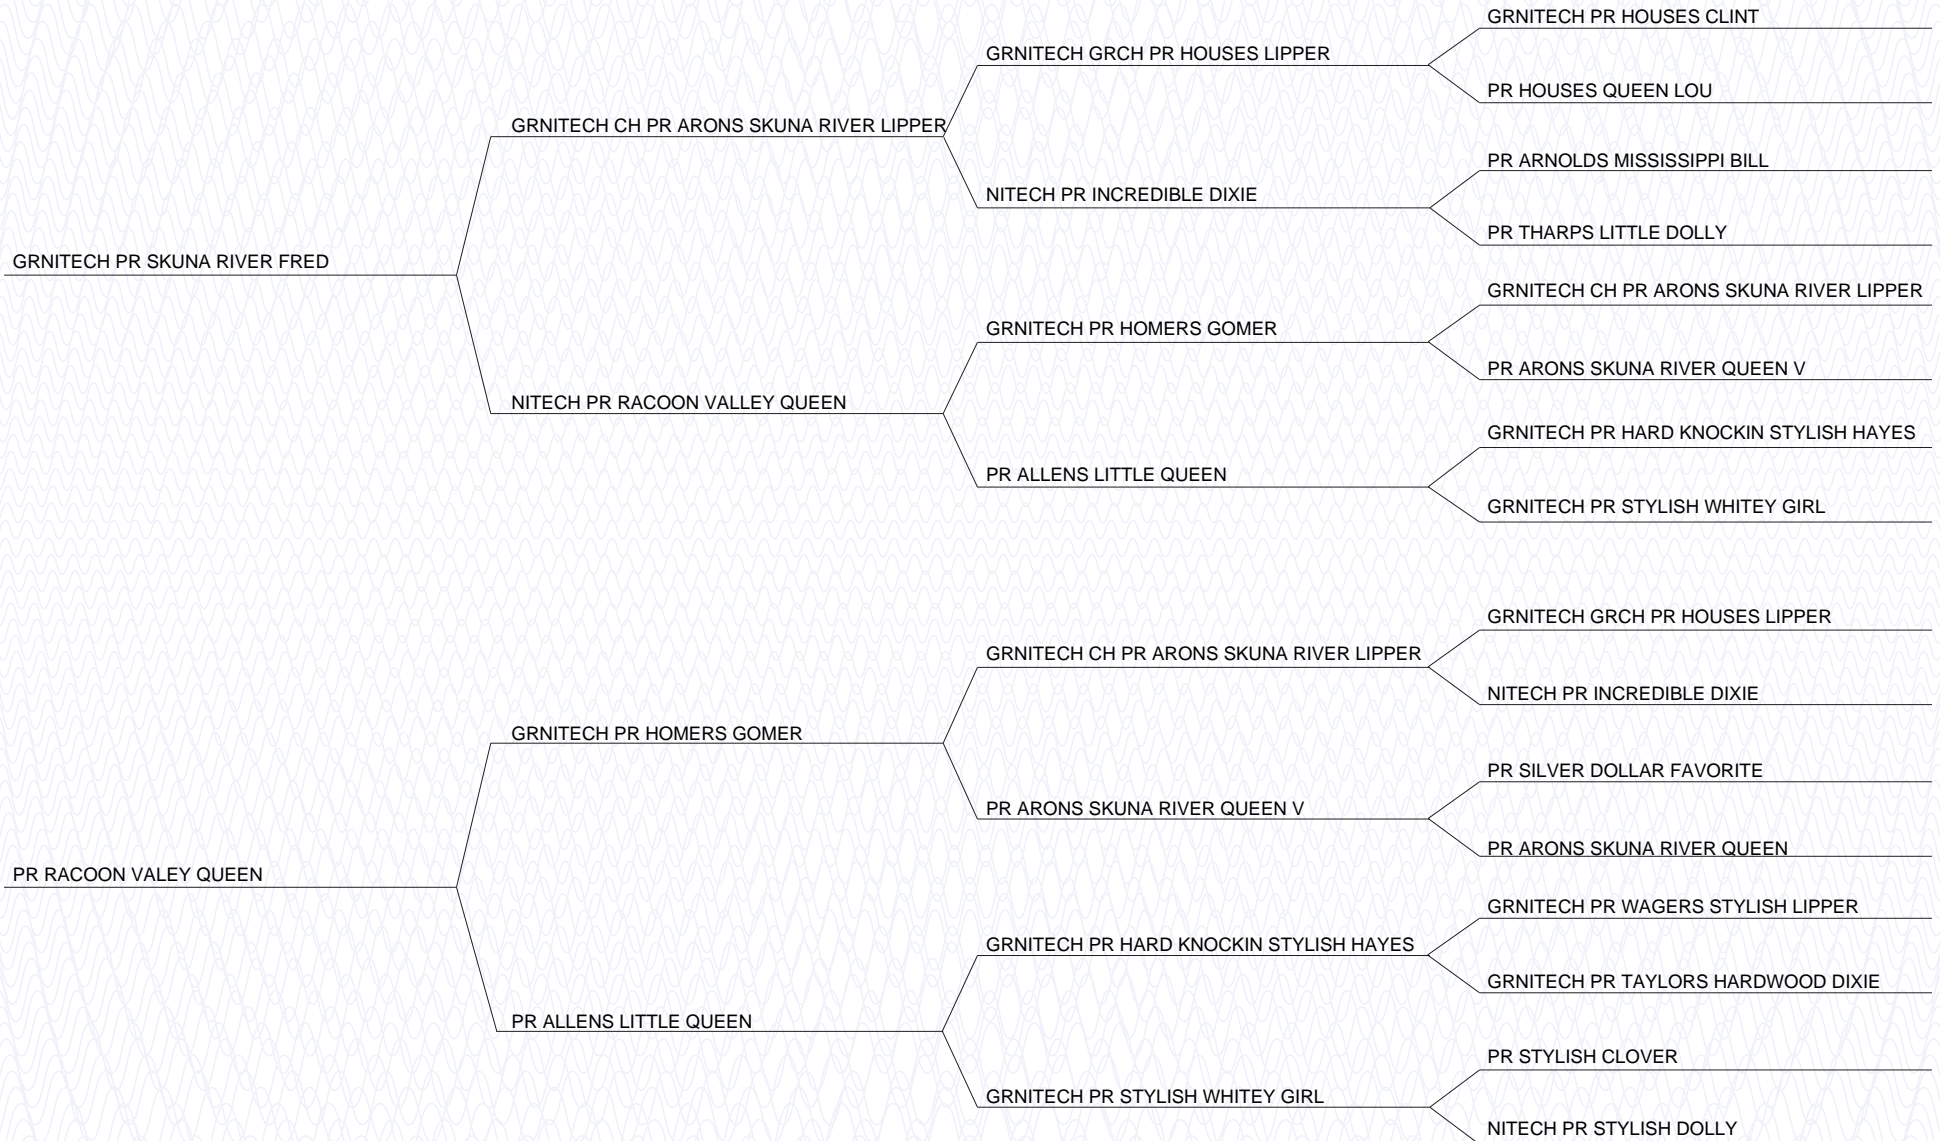 GRNITECH PR HOUSES CLINT
GRNITECH GRCH PR HOUSES LIPPER
PR HOUSES QUEEN LOU
GRNITECH CH PR ARONS SKUNA RIVER LIPPER
PR ARNOLDS MISSISSIPPI BILL
NITECH PR INCREDIBLE DIXIE
PR THARPS LITTLE DOLLY
GRNITECH PR SKUNA RIVER FRED
GRNITECH CH PR ARONS SKUNA RIVER LIPPER
GRNITECH PR HOMERS GOMER
PR ARONS SKUNA RIVER QUEEN V
NITECH PR RACOON VALLEY QUEEN
GRNITECH PR HARD KNOCKIN STYLISH HAYES
PR ALLENS LITTLE QUEEN
GRNITECH PR STYLISH WHITEY GIRL
GRNITECH GRCH PR HOUSES LIPPER
GRNITECH CH PR ARONS SKUNA RIVER LIPPER
NITECH PR INCREDIBLE DIXIE
GRNITECH PR HOMERS GOMER
PR SILVER DOLLAR FAVORITE
PR ARONS SKUNA RIVER QUEEN V
PR ARONS SKUNA RIVER QUEEN
PR RACOON VALEY QUEEN
GRNITECH PR WAGERS STYLISH LIPPER
GRNITECH PR HARD KNOCKIN STYLISH HAYES
GRNITECH PR TAYLORS HARDWOOD DIXIE
PR ALLENS LITTLE QUEEN
PR STYLISH CLOVER
GRNITECH PR STYLISH WHITEY GIRL
NITECH PR STYLISH DOLLY